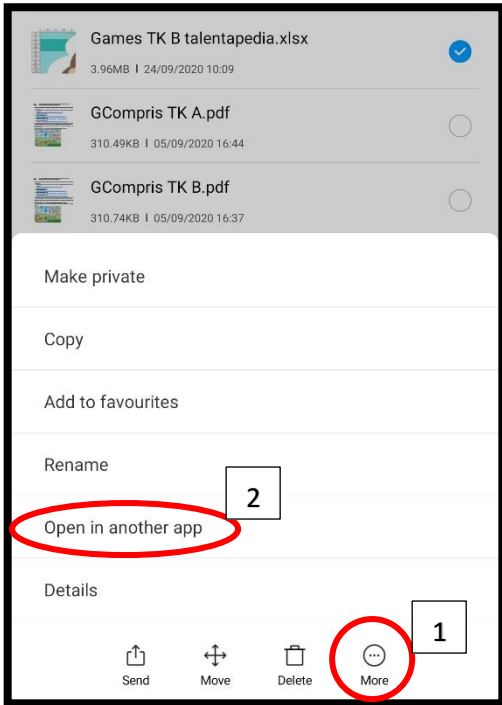 Games TK B talentapedia.xlsx
3.96MB | 24/09/2020 10:09
GCompris TK A.pdf
310.49KB | 05/09/2020 16:44
GCompris TK B.pdf
310.74KB | 05/09/2020 16:37
Make private
Copy
Add to favourites
Rename
2
Open in another app
Details
1
Send Move Delete More